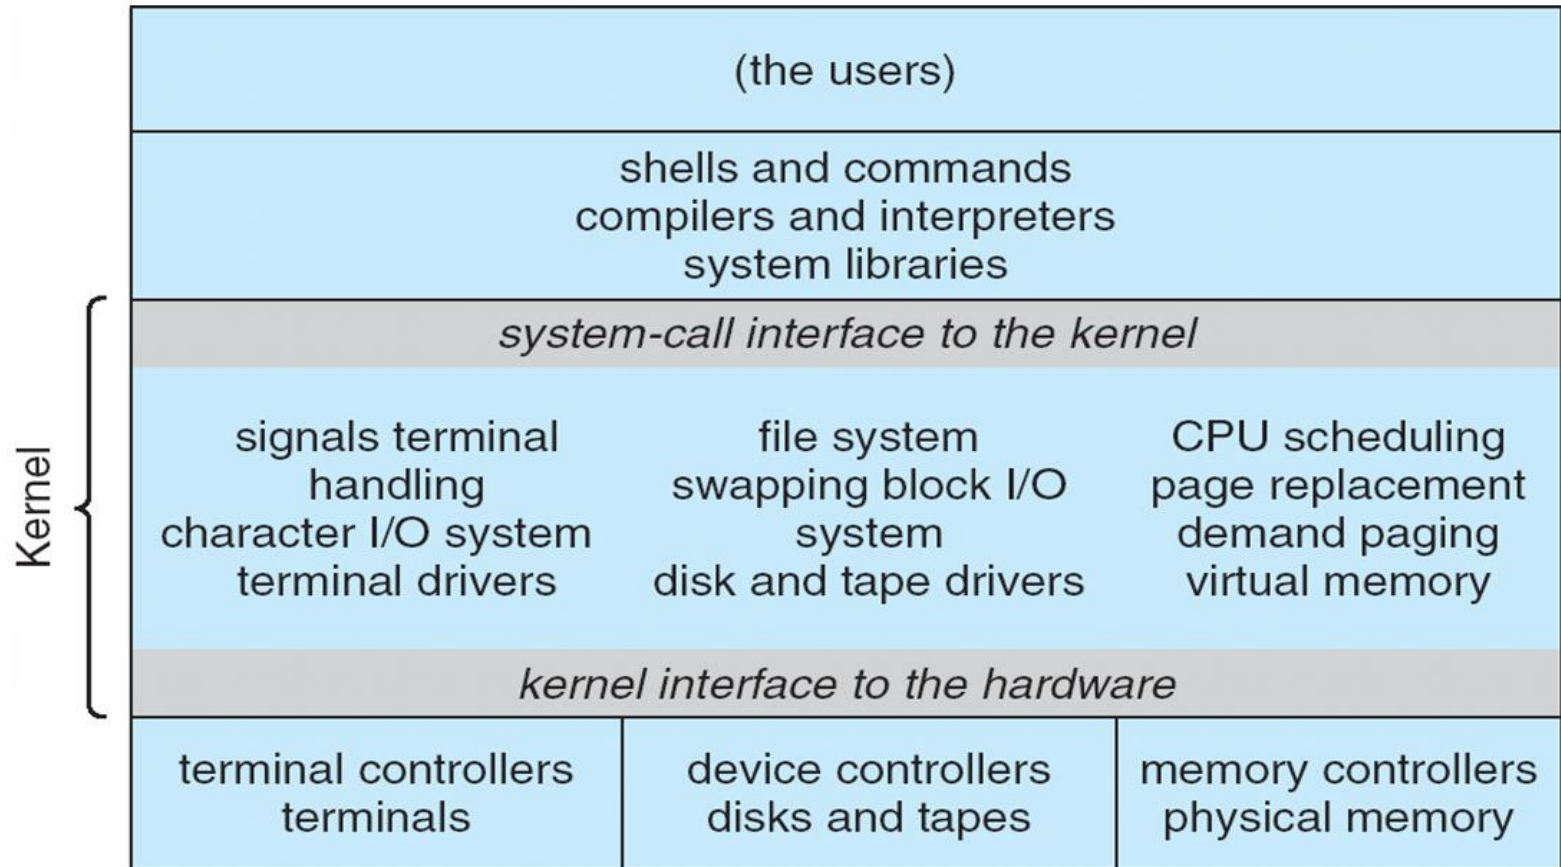 (the users)
shells and commands
compilers and interpreters
system libraries
system-call interface to the kernel
Kernel
signals terminal
handling
character I/O system
terminal drivers
file system
swapping block I/O
system
disk and tape drivers
CPU scheduling
page replacement
demand paging
virtual memory
kernel interface to the hardware
terminal controllers
terminals
device controllers
disks and tapes
memory controllers
physical memory